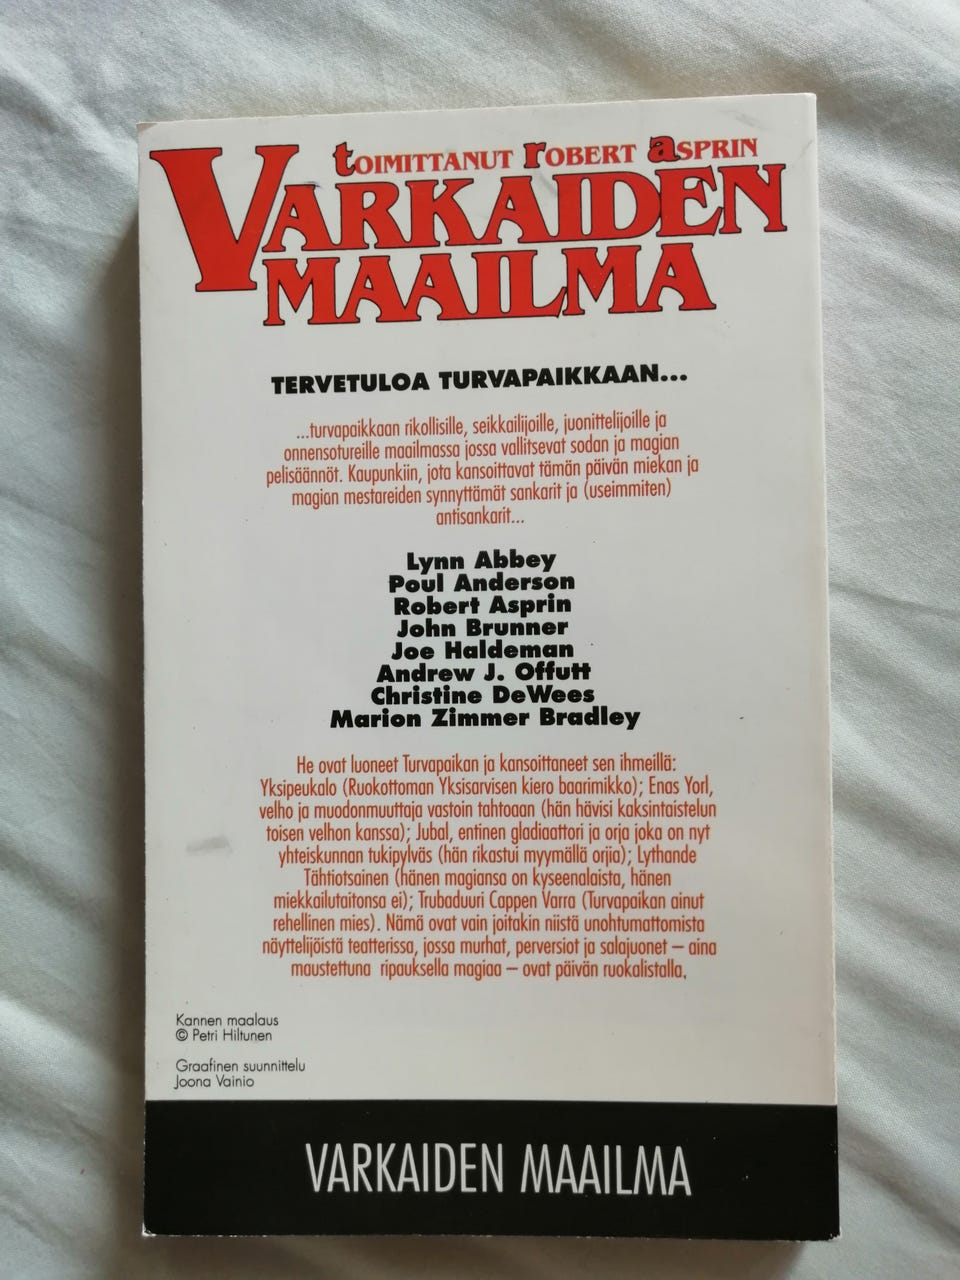 toimittanut robert asprin
VARKAIDEN
MAAILMA
TERVETULOA TURVAPAIKKAAN...
...turvapaikkaan rikollisille, seikkailijoille, juonittelijoille ja
onnensotureille maailmassa jossa vallitsevat sodan ja magian
pelisäännöt. Kaupunkiin, jota kansoittavat tämän päivän miekan ja
magian mestareiden synnyttämät sankarit ja (useimmiten)
antisankarit...
Lynn Abbey
Poul Anderson
Robert Asprin
John Brunner
Joe Haldeman
Andrew J. Offutt
Christine DeWees
Marion Zimmer Bradley
He ovat luoneet Turvapaikan ja kansoittaneet sen ihmeillä:
Yksipeukalo (Ruokottoman Yksisarvisen kiero baarimikko); Enas Yorl,
velho ja muodonmuuttaja vastoin tahtoaan (hän hävisi kaksintaistelun
toisen velhon kanssa); Jubal, entinen gladiaattori ja orja joka on nyt
yhteiskunnan tukipylväs (hän rikastui myymällä orjia); Lythande
Tähtiotsainen (hänen magiansa on kyseenalaista, hänen
miekkailutaitonsa ei); Trubaduuri Cappen Varra (Turvapaikan ainut
rehellinen mies). Nämä ovat vain joitakin niistä unohtumattomista
näyttelijöistä teatterissa, jossa murhat, perversiot ja salajuonet – aina
maustettuna ripauksella magiaa – ovat päivän ruokalistalla.
Kannen maalaus
© Petri Hiltunen
Graafinen suunnittelu
Joona Vainio
VARKAIDEN MAAILMA